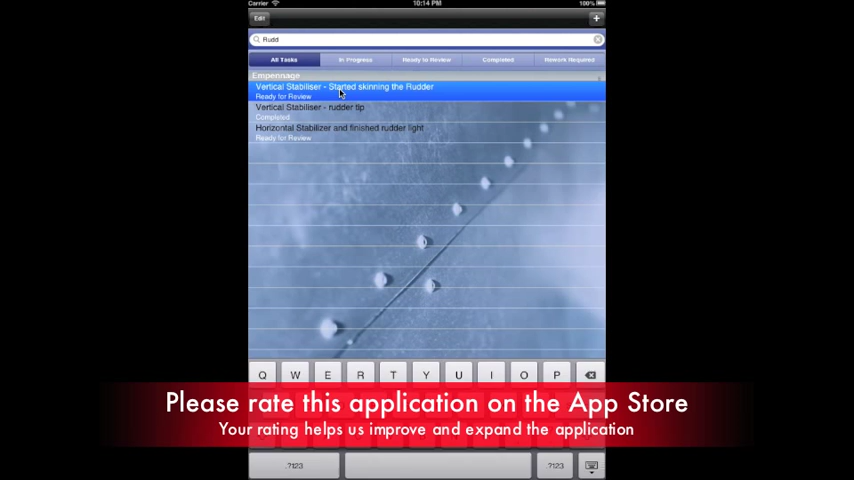 Carrier
10:14 PM
100%
Edit
+
Rudd
All Tasks
In Progress
Ready to Review
Completed
Rework Required
Empennage
Vertical Stabiliser - Started skinning the Rudder
Ready for Review
Vertical Stabiliser - rudder tip
Completed
Horizontal Stabilizer and finished rudder light
Ready for Review
Q W E R T Y U I O P
Please rate this application on the App Store
Your rating helps us improve and expand the application
.?123
.?123